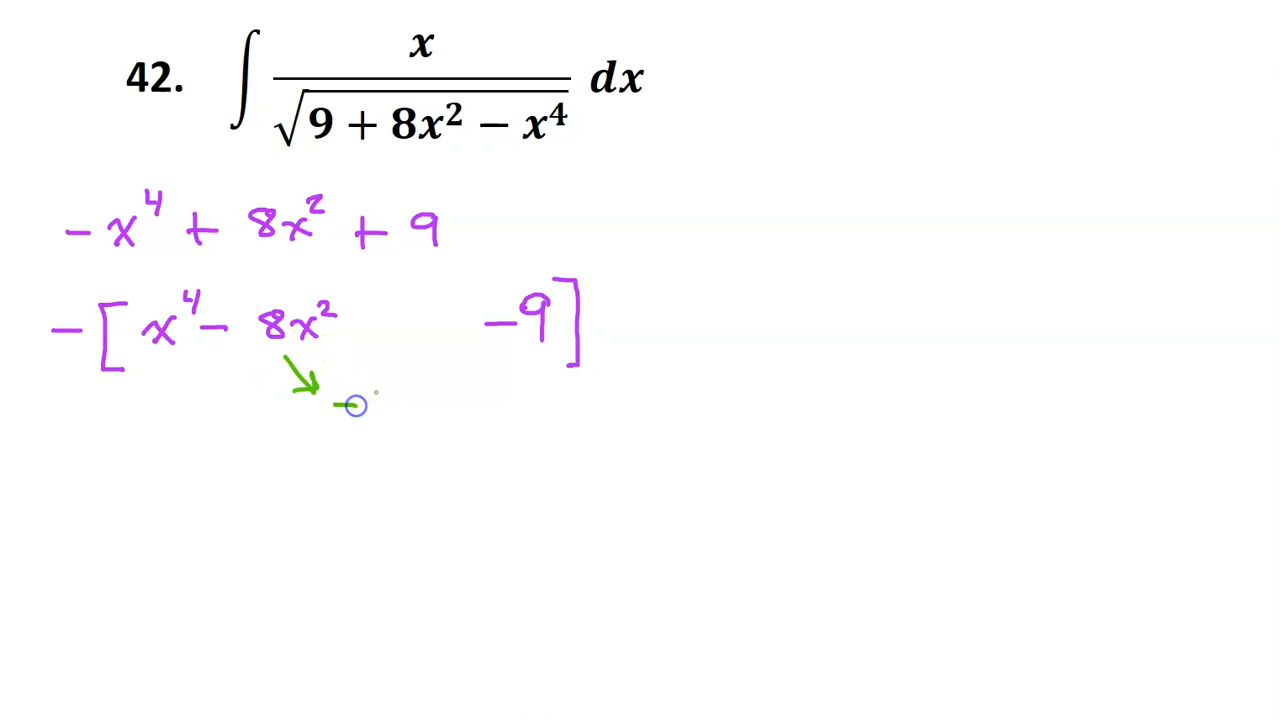 42. ∫ x / √(9 + 8x² − x⁴) dx
− x⁴ + 8x² + 9
− [ x⁴ − 8x² − 9 ]
−